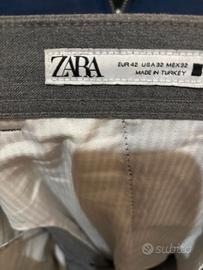 ZARA
EUR 42 USA 32 MEX 32
MADE IN TURKEY
subito